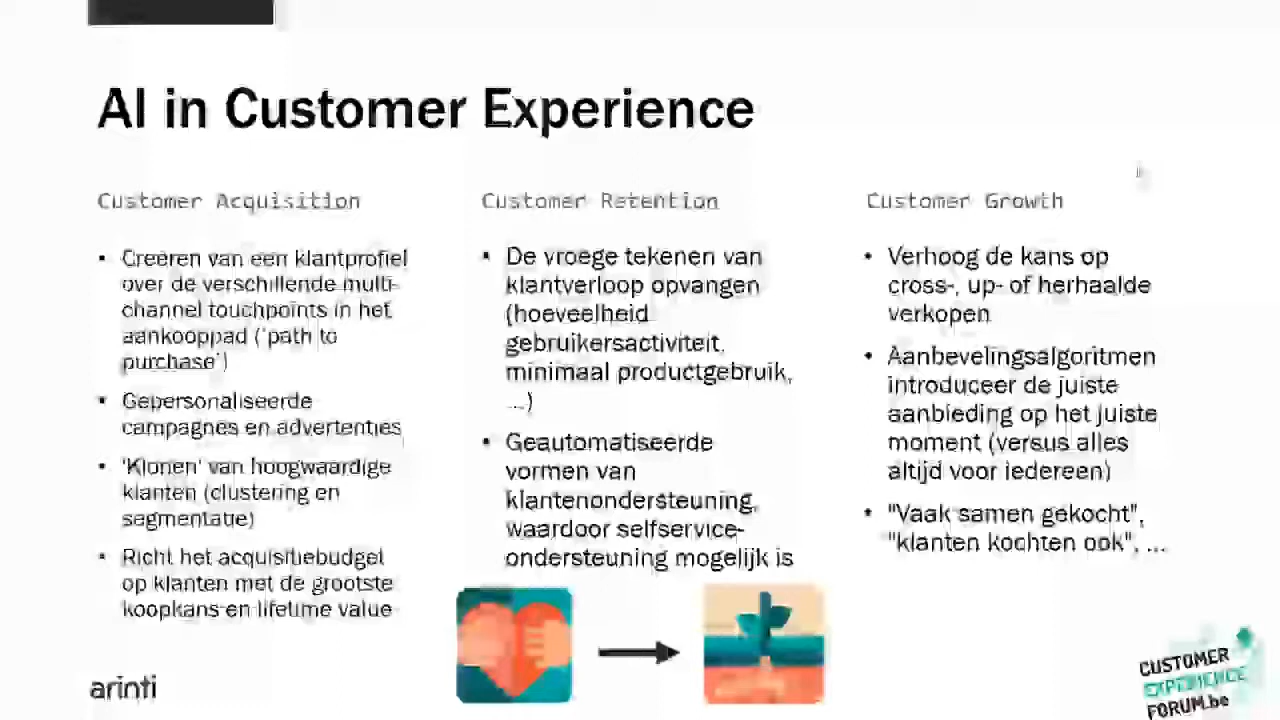 AI in Customer Experience
Customer Acquisition
• Creëren van een klantprofiel
over de verschillende multi-
channel touchpoints in het
aankooppad ('path to
purchase')
• Gepersonaliseerde
campagnes en advertenties
• 'Klonen' van hoogwaardige
klanten (clustering en
segmentatie)
• Richt het acquisitiebudget
op klanten met de grootste
koopkans en lifetime value
Customer Retention
• De vroege tekenen van
klantverloop opvangen
(hoeveelheid
gebruikersactiviteit,
minimaal productgebruik,
...)
• Geautomatiseerde
vormen van
klantenondersteuning,
waardoor selfservice-
ondersteuning mogelijk is
Customer Growth
• Verhoog de kans op
cross-, up- of herhaalde
verkopen
• Aanbevelingsalgoritmen
introduceer de juiste
aanbieding op het juiste
moment (versus alles
altijd voor iedereen)
• "Vaak samen gekocht",
"klanten kochten ook", ...
arinti
CUSTOMER
EXPERIENCE
FORUM.be